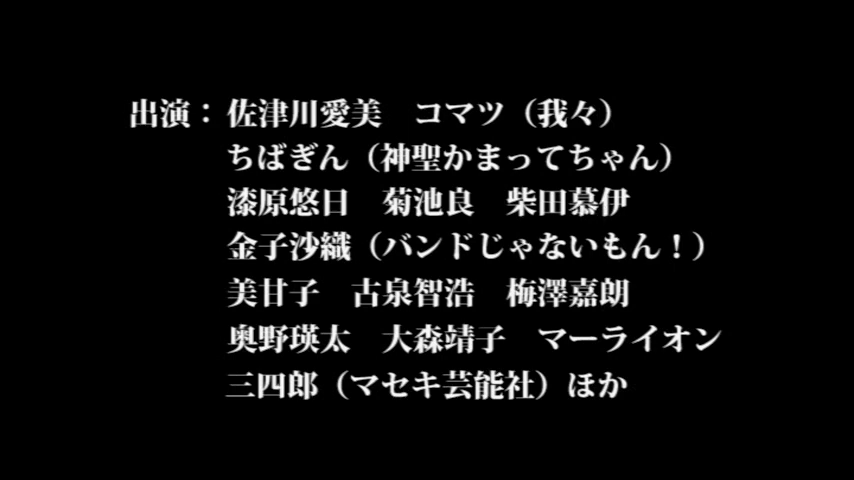 出演：佐津川愛美　コマツ（我々）
ちばぎん（神聖かまってちゃん）
漆原悠日　菊池良　柴田慕伊
金子沙織（バンドじゃないもん！）
美甘子　古泉智浩　梅澤嘉朗
奥野瑛太　大森靖子　マーライオン
三四郎（マセキ芸能社）ほか